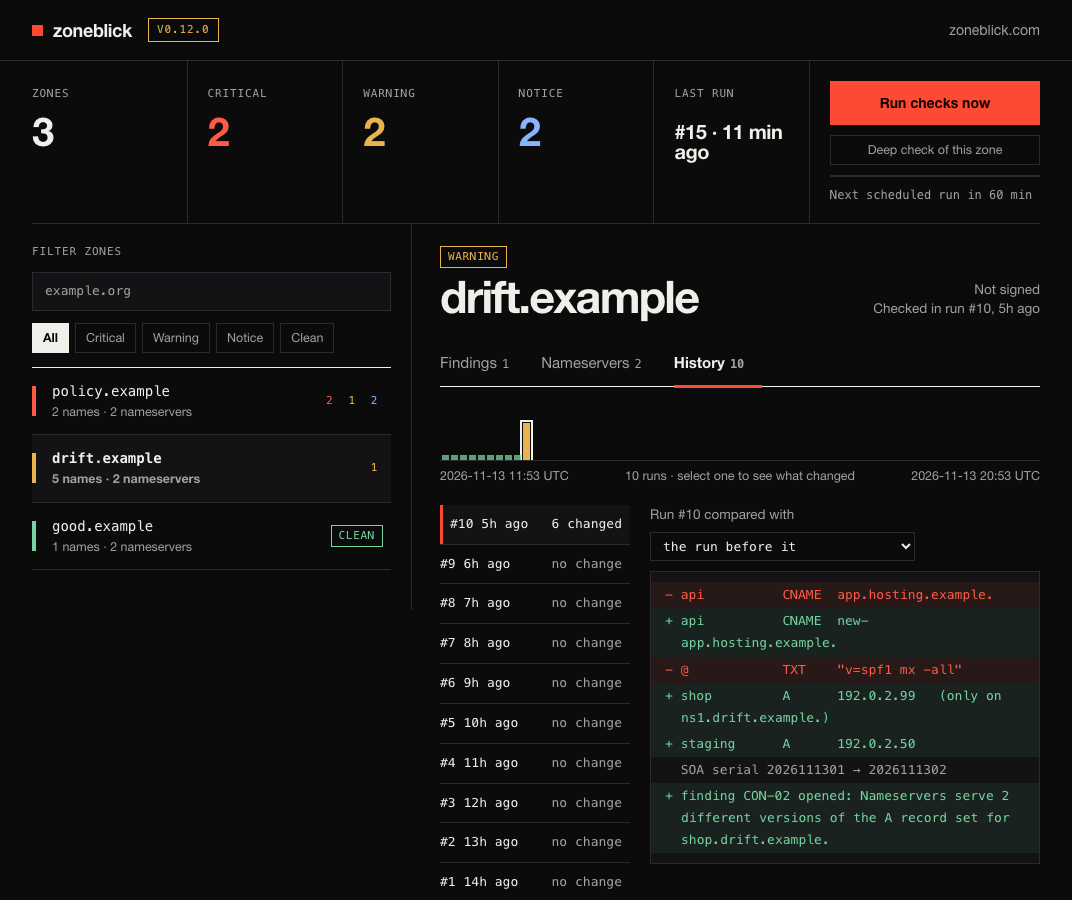 zoneblick
V0.12.0
zoneblick.com
ZONES
3
CRITICAL
2
WARNING
2
NOTICE
2
LAST RUN
#15 · 11 min
ago
Run checks now
Deep check of this zone
Next scheduled run in 60 min
FILTER ZONES
example.org
All
Critical
Warning
Notice
Clean
policy.example
2 names · 2 nameservers
2 1 2
drift.example
5 names · 2 nameservers
1
good.example
1 names · 2 nameservers
CLEAN
WARNING
drift.example
Not signed
Checked in run #10, 5h ago
Findings 1
Nameservers 2
History 10
2026-11-13 11:53 UTC
10 runs · select one to see what changed
2026-11-13 20:53 UTC
#10 5h ago 6 changed
#9 6h ago no change
#8 7h ago no change
#7 8h ago no change
#6 9h ago no change
#5 10h ago no change
#4 11h ago no change
#3 12h ago no change
#2 13h ago no change
#1 14h ago no change
Run #10 compared with
the run before it
− api CNAME app.hosting.example.
+ api CNAME new-
app.hosting.example.
− @ TXT "v=spf1 mx −all"
+ shop A 192.0.2.99 (only on
ns1.drift.example.)
+ staging A 192.0.2.50
SOA serial 2026111301 → 2026111302
+ finding CON−02 opened: Nameservers serve 2
different versions of the A record set for
shop.drift.example.